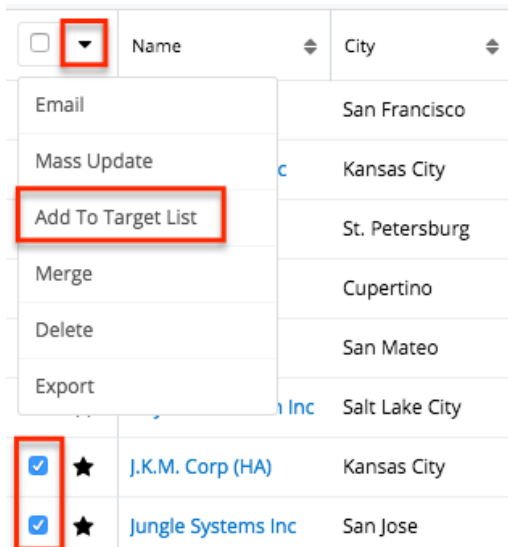 Name City
Email
San Francisco
Mass Update
c Kansas City
Add To Target List
St. Petersburg
Merge
Cupertino
Delete
San Mateo
Export
Inc Salt Lake City
J.K.M. Corp (HA) Kansas City
Jungle Systems Inc San Jose